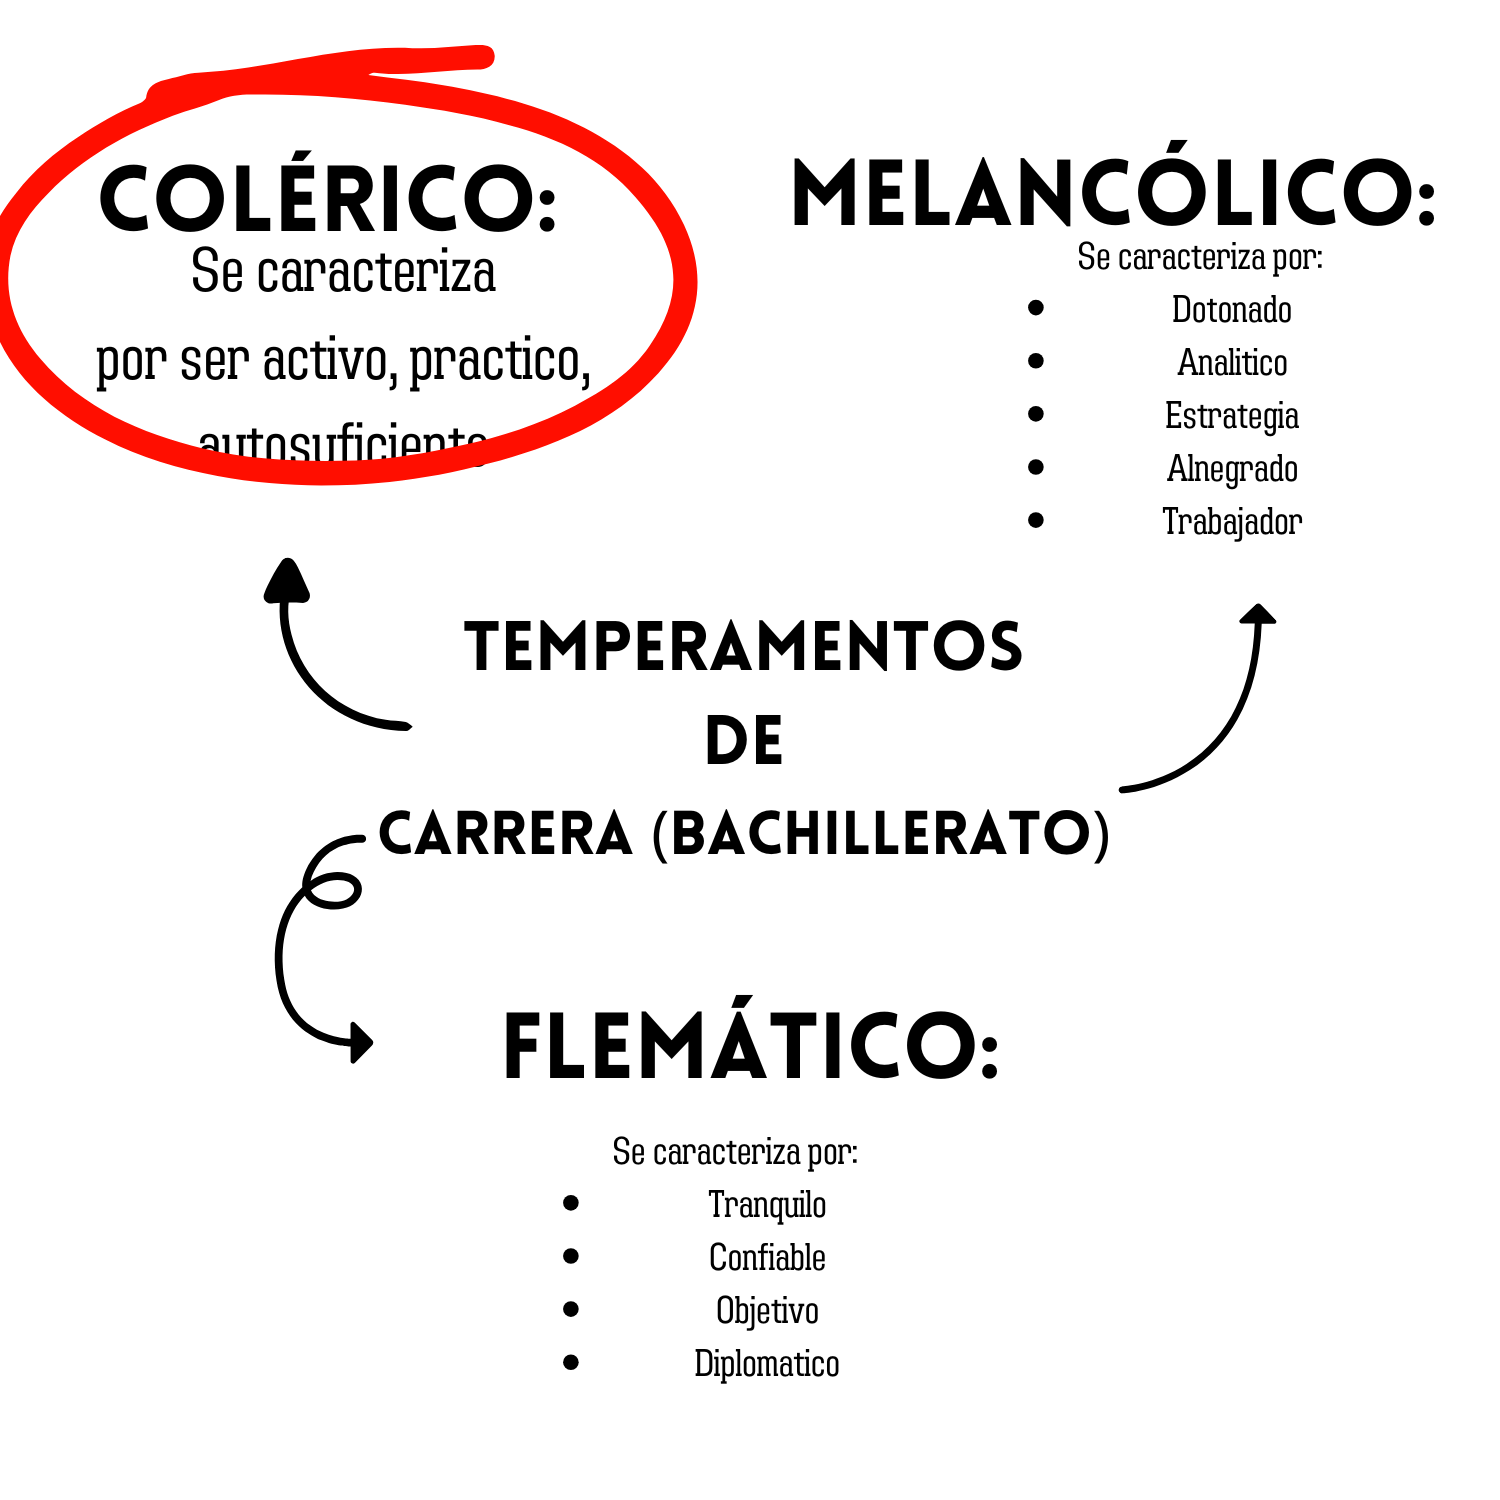 COLÉRICO:
Se caracteriza
por ser activo, practico,
autosuficiente
MELANCÓLICO:
Se caracteriza por:
Dotonado
Analitico
Estrategia
Alnegrado
Trabajador
TEMPERAMENTOS
DE
CARRERA (BACHILLERATO)
FLEMÁTICO:
Se caracteriza por:
Tranquilo
Confiable
Objetivo
Diplomatico